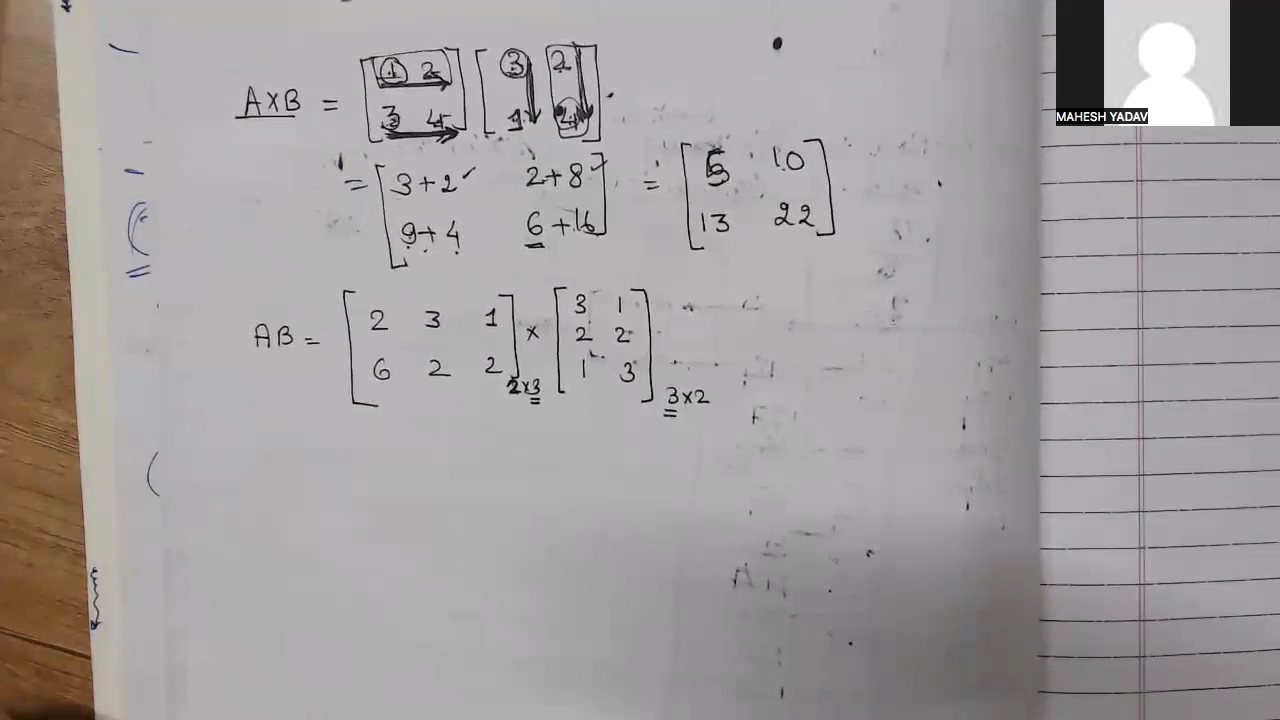 MAHESH YADAV
A×B = [1 2 3 4] [3 2 1 4].
= [3+2 2+8 9+4 6+16] = [5 10 13 22]
AB = [2 3 1 6 2 2] 2×3 × [3 1 2 2 1 3] 3×2